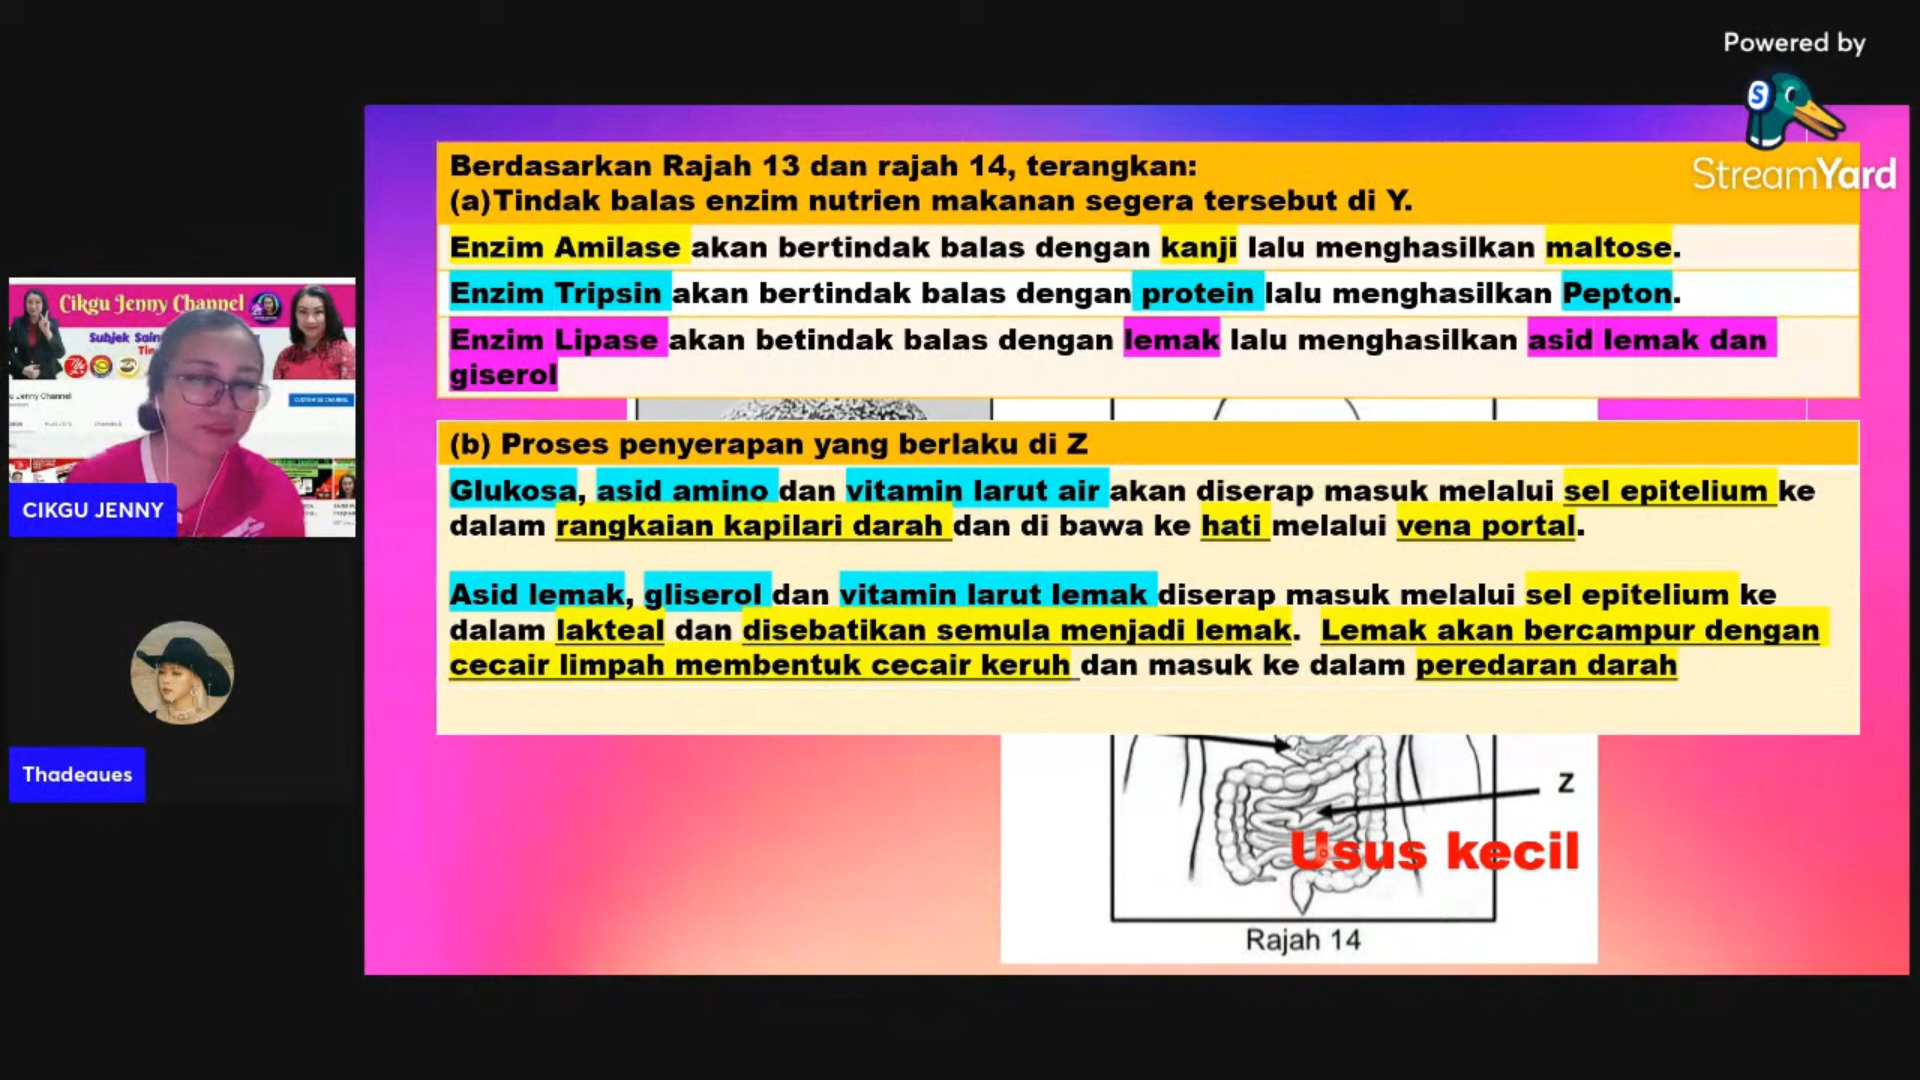 Powered by
StreamYard
Berdasarkan Rajah 13 dan rajah 14, terangkan:
(a)Tindak balas enzim nutrien makanan segera tersebut di Y.
Enzim Amilase akan bertindak balas dengan kanji lalu menghasilkan maltose.
Enzim Tripsin akan bertindak balas dengan protein lalu menghasilkan Pepton.
Enzim Lipase akan betindak balas dengan lemak lalu menghasilkan asid lemak dan
giserol
(b) Proses penyerapan yang berlaku di Z
Glukosa, asid amino dan vitamin larut air akan diserap masuk melalui sel epitelium ke
dalam rangkaian kapilari darah dan di bawa ke hati melalui vena portal.
Asid lemak, gliserol dan vitamin larut lemak diserap masuk melalui sel epitelium ke
dalam lakteal dan disebatikan semula menjadi lemak. Lemak akan bercampur dengan
cecair limpah membentuk cecair keruh dan masuk ke dalam peredaran darah
Z
Usus kecil
Rajah 14
Cikgu Jenny Channel
Subjek Sain
CIKGU JENNY
Thadeaues